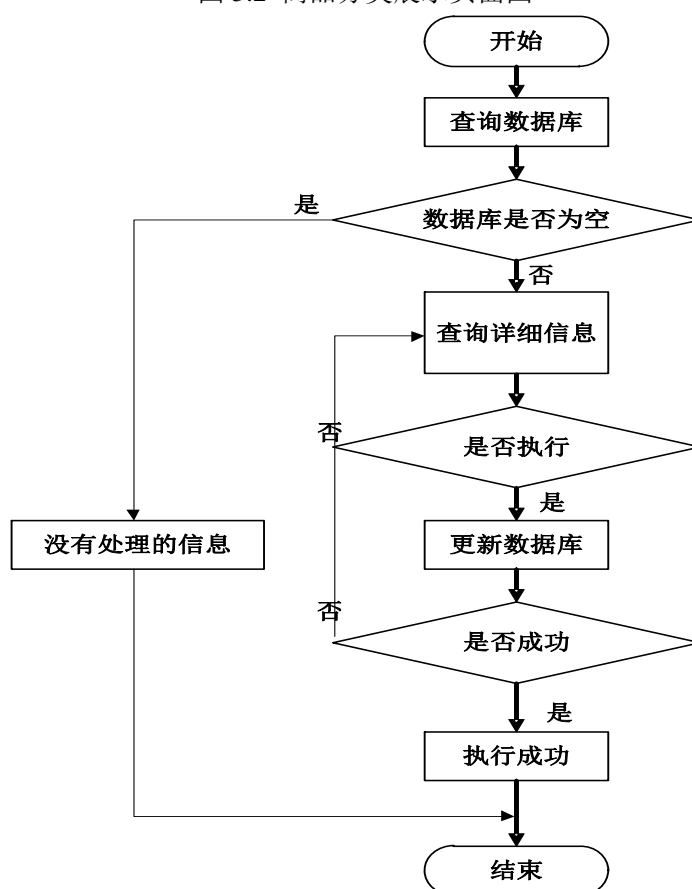 开始
查询数据库
是
数据库是否为空
否
查询详细信息
否
是否执行
是
没有处理的信息
更新数据库
否
是否成功
是
执行成功
结束